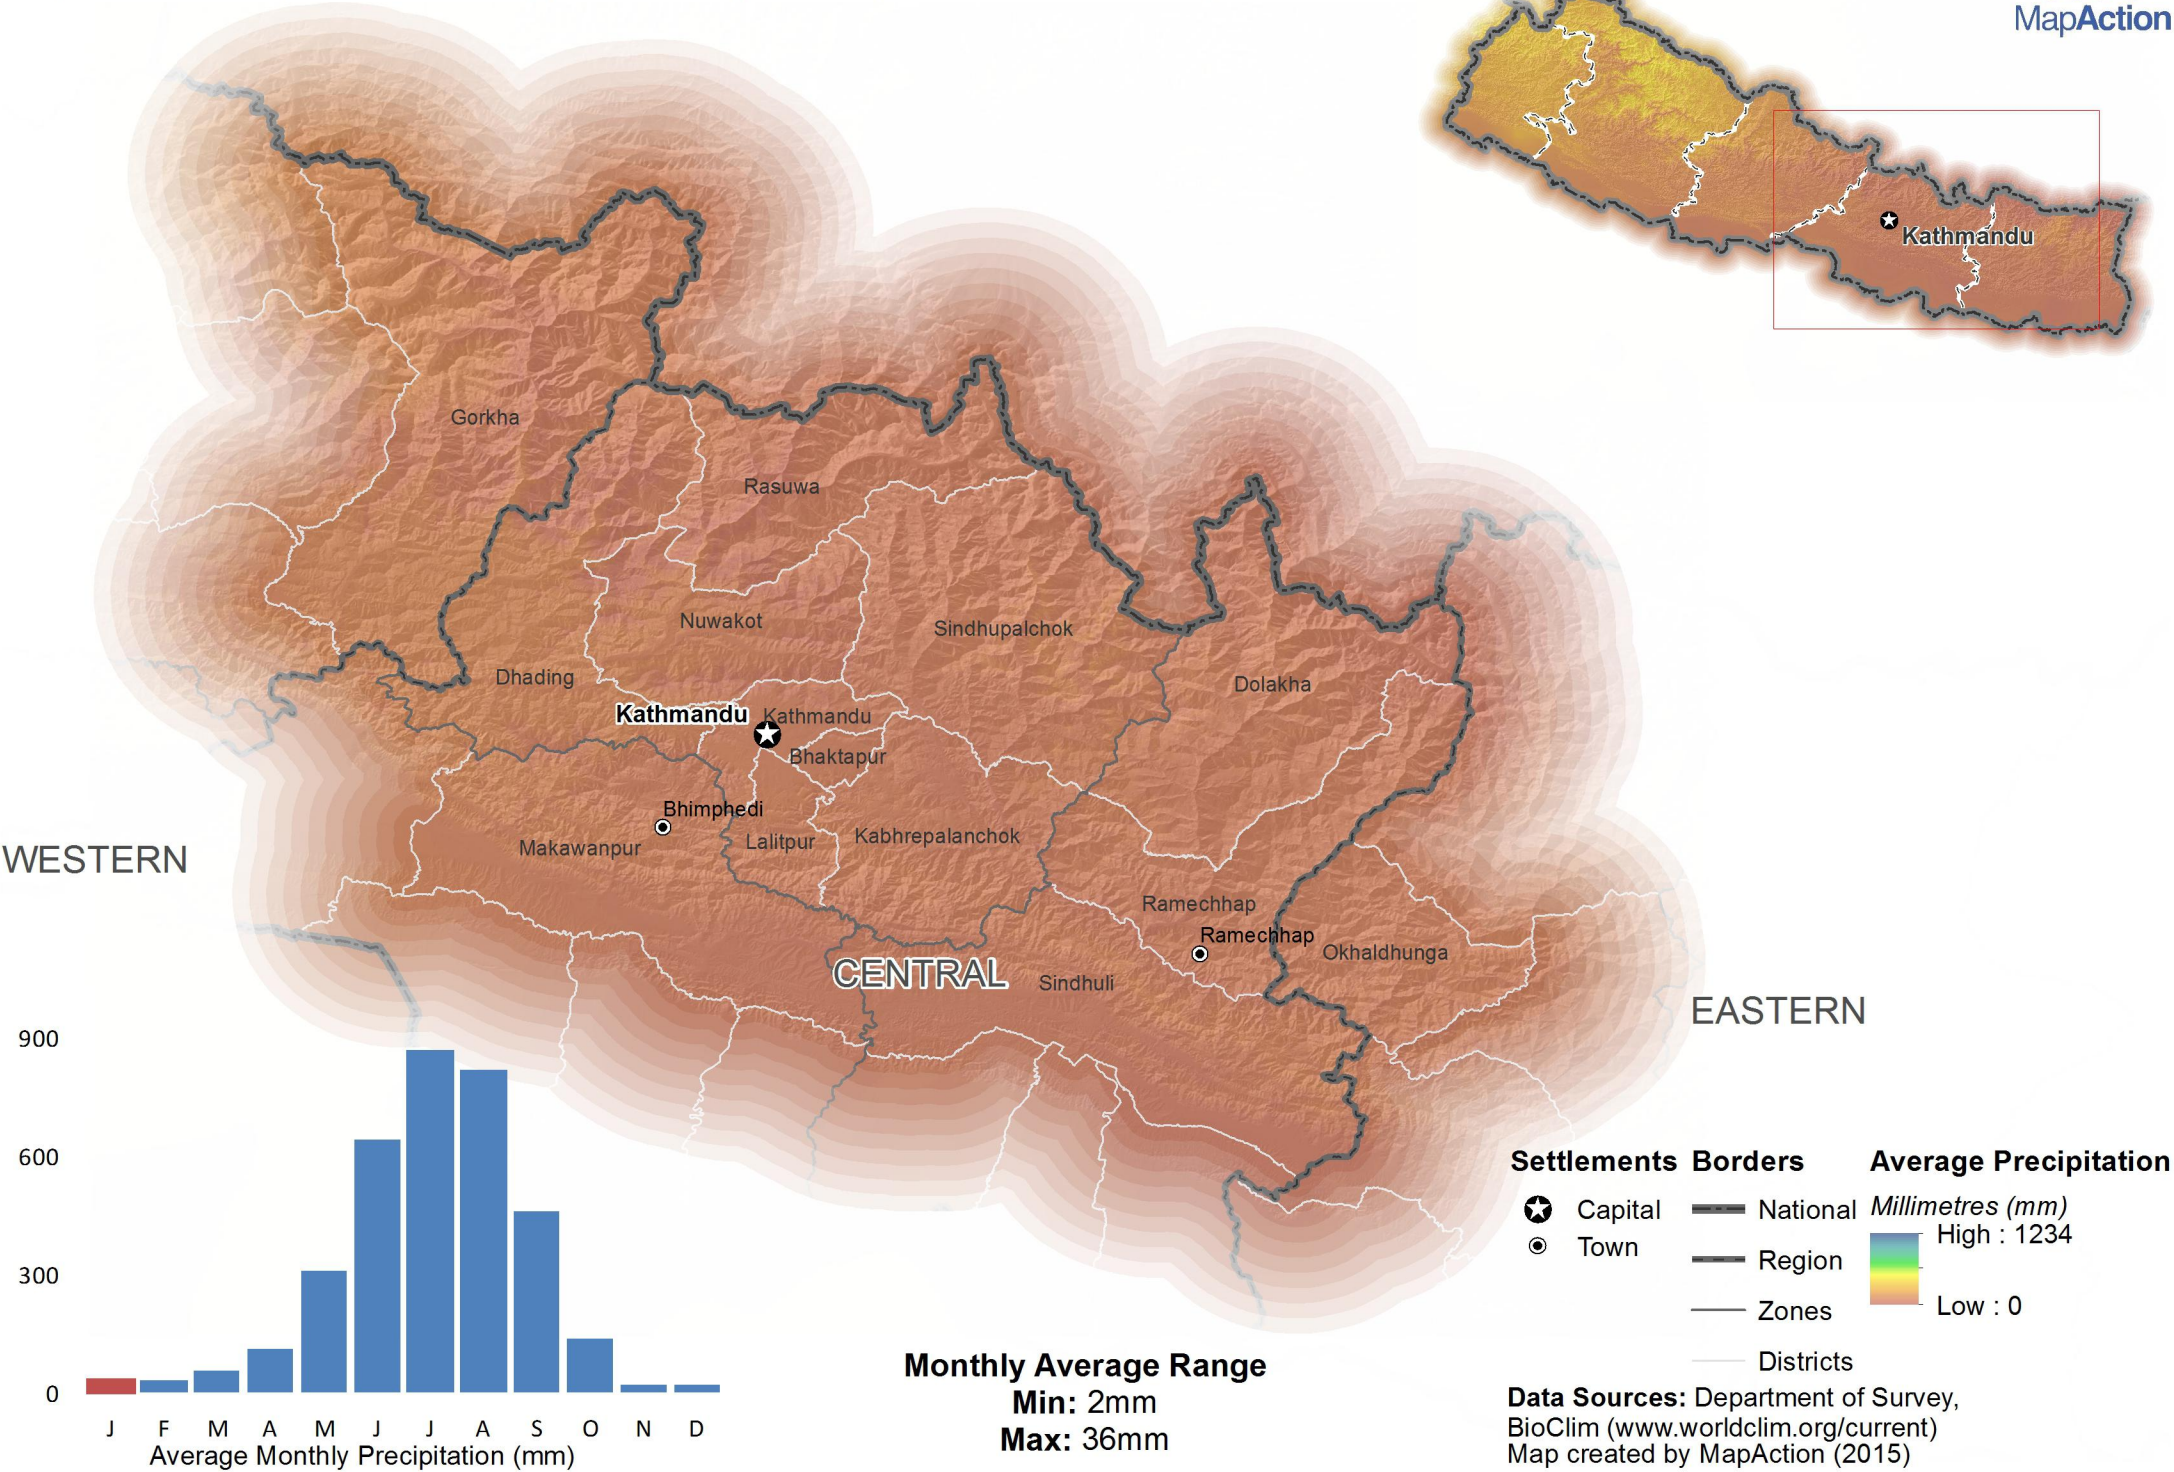 MapAction
Kathmandu
Gorkha
Rasuwa
Nuwakot
Sindhupalchok
Dhading
Dolakha
Kathmandu
Kathmandu
Bhaktapur
Bhimphedi
Makawanpur
Lalitpur
Kabhrepalanchok
WESTERN
Ramechhap
Ramechhap
Okhaldhunga
CENTRAL
Sindhuli
EASTERN
900
600
300
0
J F M A M J J A S O N D
Average Monthly Precipitation (mm)
Monthly Average Range
Min: 2mm
Max: 36mm
Settlements
Capital
Town
Borders
National
Region
Zones
Districts
Average Precipitation
Millimetres (mm)
High : 1234
Low : 0
Data Sources: Department of Survey,
BioClim (www.worldclim.org/current)
Map created by MapAction (2015)